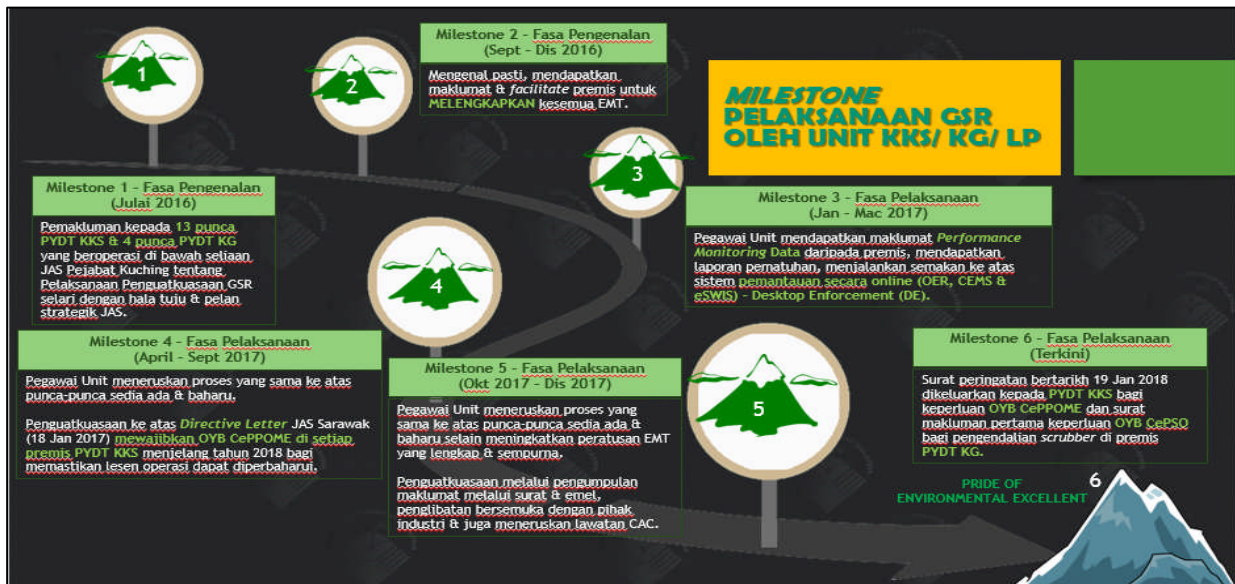 MILESTONE
PELAKSANAAN GSR
OLEH UNIT KKS/ KG/ LP
1
Milestone 1 - Fasa Pengenalan
(Julai 2016)
Pemakluman kepada 13 punca
PYDT KKS & 4 punca PYDT KG
yang beroperasi di bawah seliaan
JAS Pejabat Kuching tentang
Pelaksanaan Penguatkuasaan GSR
selari dengan hala tuju & pelan
strategik JAS.
2
Milestone 2 - Fasa Pengenalan
(Sept - Dis 2016)
Mengenal pasti, mendapatkan
maklumat & facilitate premis untuk
MELENGKAPKAN kesemua EMT.
3
Milestone 3 - Fasa Pelaksanaan
(Jan - Mac 2017)
Pegawai Unit mendapatkan maklumat Performance
Monitoring Data daripada premis, mendapatkan
laporan pematuhan, menjalankan semakan ke atas
sistem pemantauan secara online (OER, CEMS &
eSWIS) - Desktop Enforcement (DE).
4
Milestone 4 - Fasa Pelaksanaan
(April - Sept 2017)
Pegawai Unit meneruskan proses yang sama ke atas
punca-punca sedia ada & baharu.
Penguatkuasaan ke atas Directive Letter JAS Sarawak
(18 Jan 2017) mewajibkan OYB CePPOME di setiap
premis PYDT KKS menjelang tahun 2018 bagi
memastikan lesen operasi dapat diperbaharui.
Milestone 5 - Fasa Pelaksanaan
(Okt 2017 - Dis 2017)
Pegawai Unit meneruskan proses yang
sama ke atas punca-punca sedia ada &
baharu selain meningkatkan peratusan EMT
yang lengkap & sempurna.
Penguatkuasaan melalui pengumpulan
maklumat melalui surat & emel,
penglibatan bersemuka dengan pihak
industri & juga meneruskan lawatan CAC.
5
Milestone 6 - Fasa Pelaksanaan
(Terkini)
Surat peringatan bertarikh 19 Jan 2018
dikeluarkan kepada PYDT KKS bagi
keperluan OYB CePPOME dan surat
makluman pertama keperluan OYB CePSO
bagi pengendalian scrubber di premis
PYDT KG.
PRIDE OF
ENVIRONMENTAL EXCELLENT
6